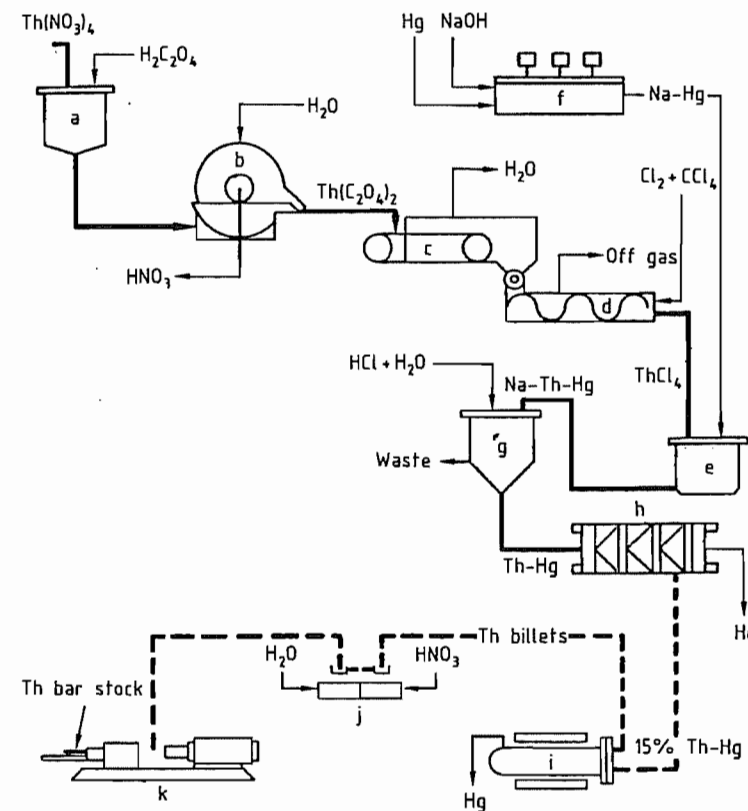 Th(NO₃)₄
H₂C₂O₄
a
Hg NaOH
f
Na–Hg
H₂O
b
Th(C₂O₄)₂
HNO₃
H₂O
c
Cl₂ + CCl₄
Off gas
d
HCl + H₂O
Na–Th–Hg
ThCl₄
g
Waste
e
h
Th–Hg
Th billets
H₂O
HNO₃
Th bar stock
j
15% Th–Hg
i
k
Hg